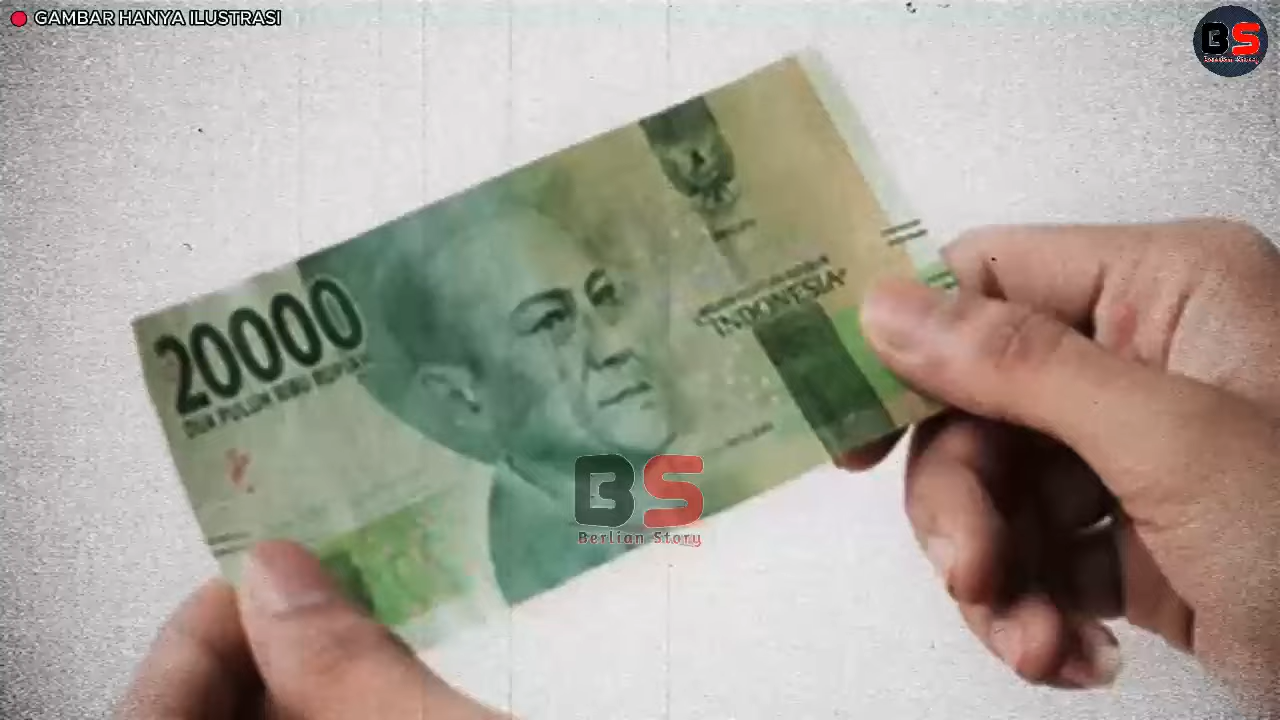 GAMBAR HANYA ILUSTRASI
BS
Berlian Story
20000
DUA PULUH RIBU RUPIAH
INDONESIA
BS
Berlian Story